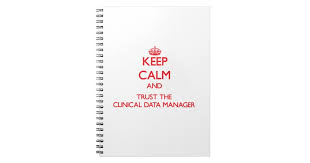 KEEP
CALM
AND
TRUST THE
CLINICAL DATA MANAGER